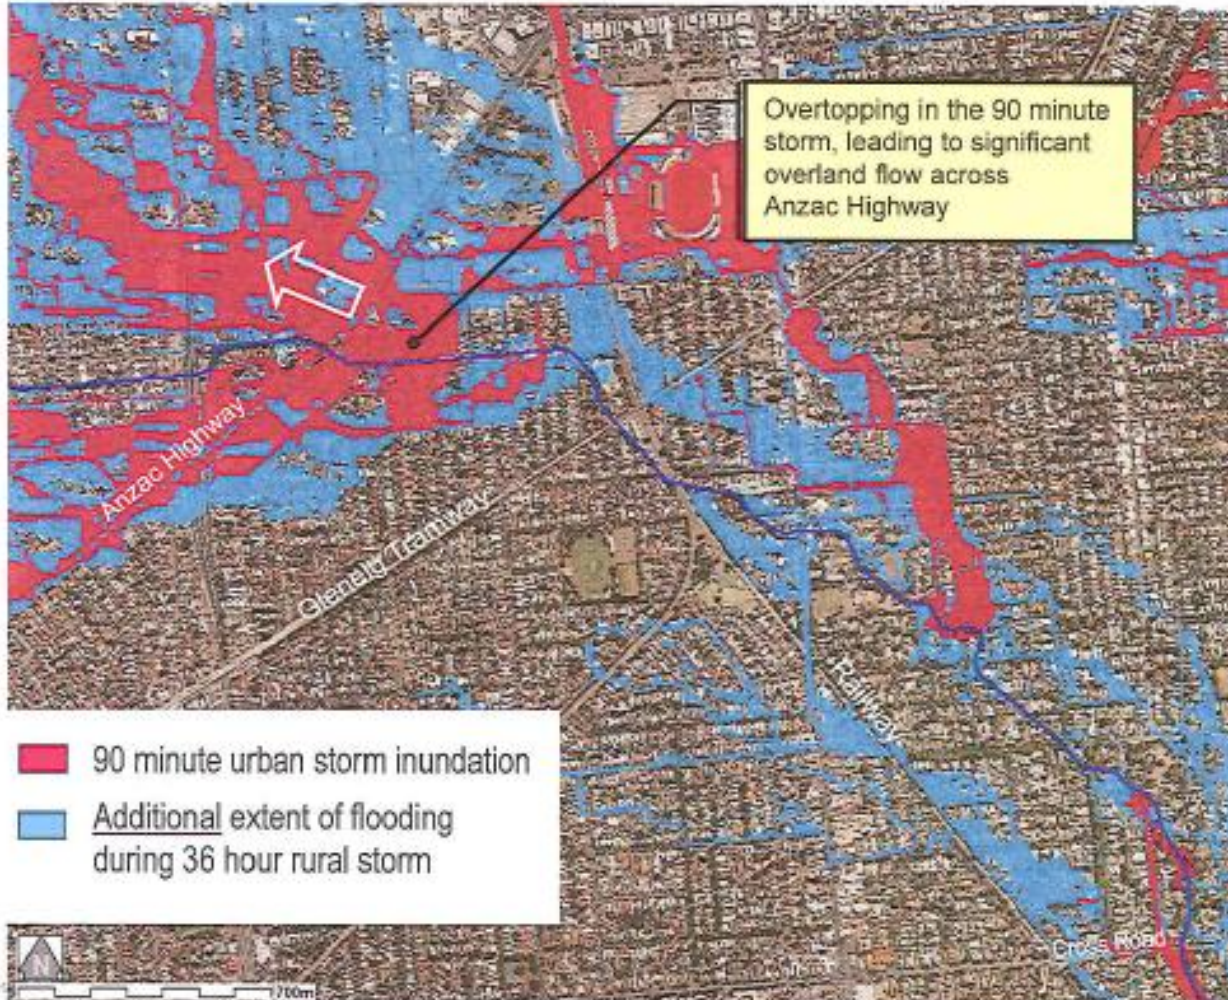 Overtopping in the 90 minute
storm, leading to significant
overland flow across
Anzac Highway
Anzac Highway
Glenelg Tramway
Railway
90 minute urban storm inundation
Additional extent of flooding
during 36 hour rural storm
Cross Road
N
700m